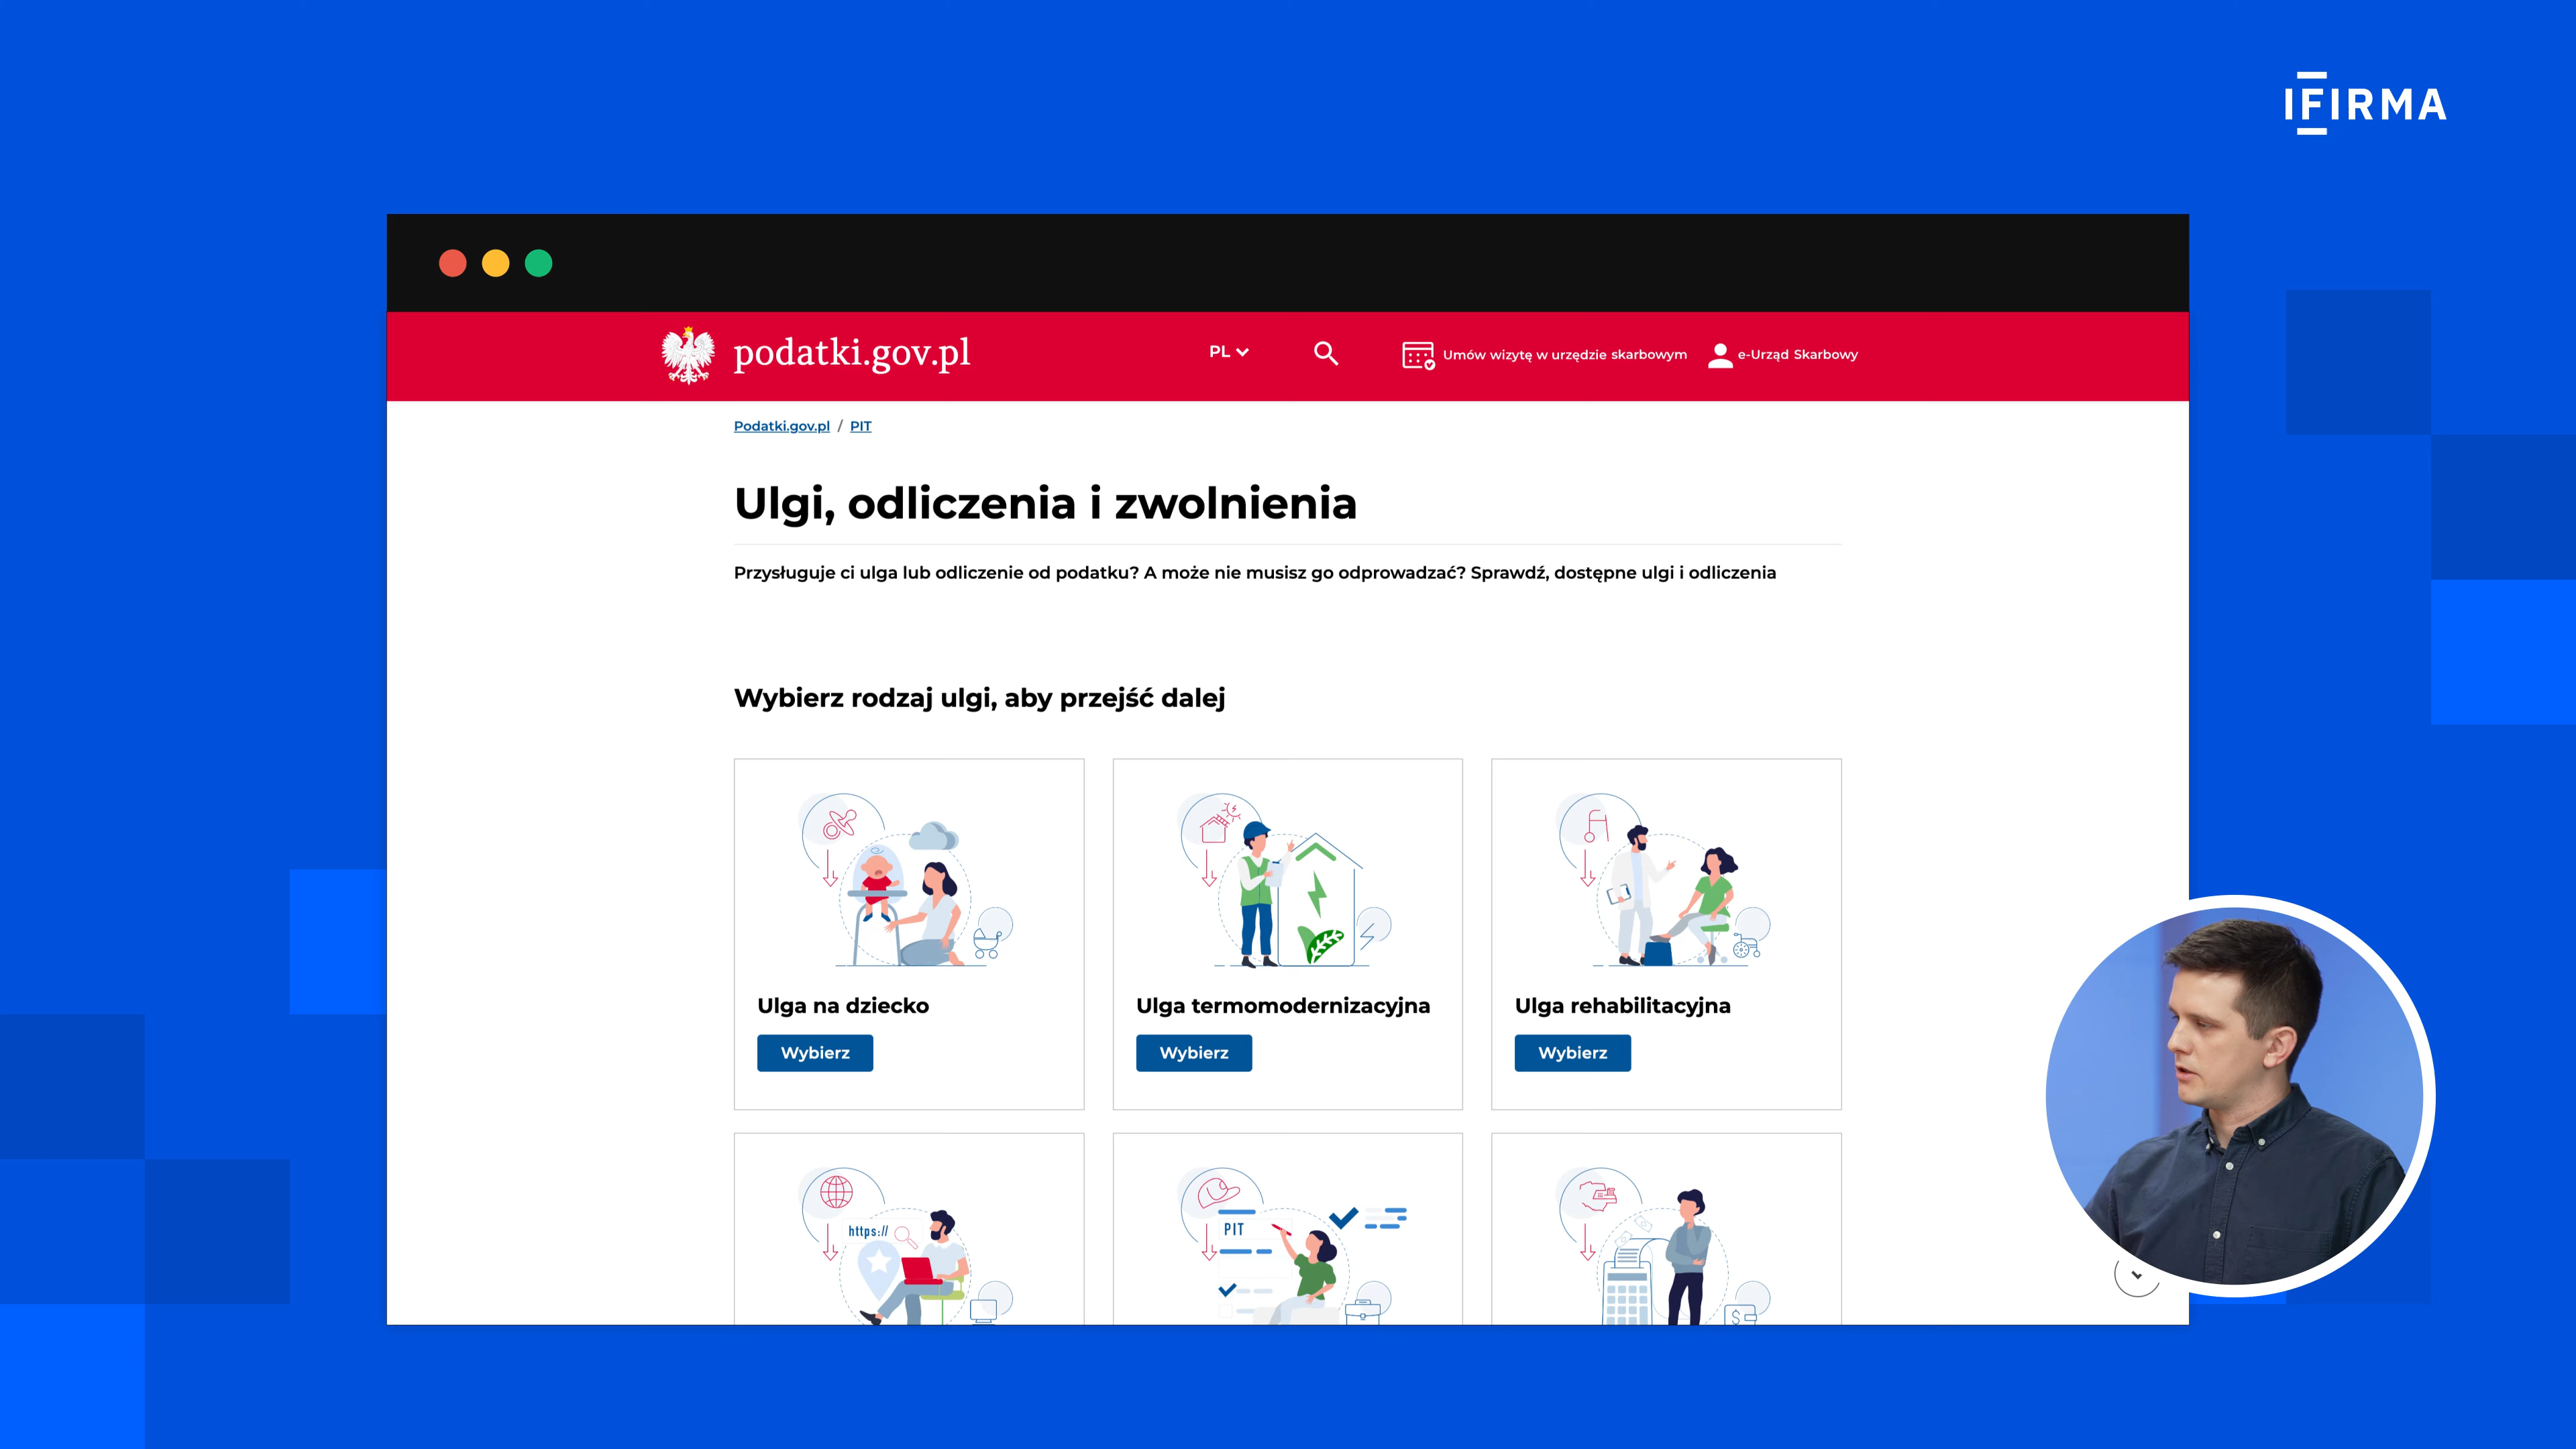 IFIRMA
podatki.gov.pl
PL
Umów wizytę w urzędzie skarbowym
e-Urząd Skarbowy
Podatki.gov.pl / PIT
Ulgi, odliczenia i zwolnienia
Przysługuje ci ulga lub odliczenie od podatku? A może nie musisz go odprowadzać? Sprawdź, dostępne ulgi i odliczenia
Wybierz rodzaj ulgi, aby przejść dalej
Ulga na dziecko
Wybierz
Ulga termomodernizacyjna
Wybierz
Ulga rehabilitacyjna
Wybierz
https://
PIT
$